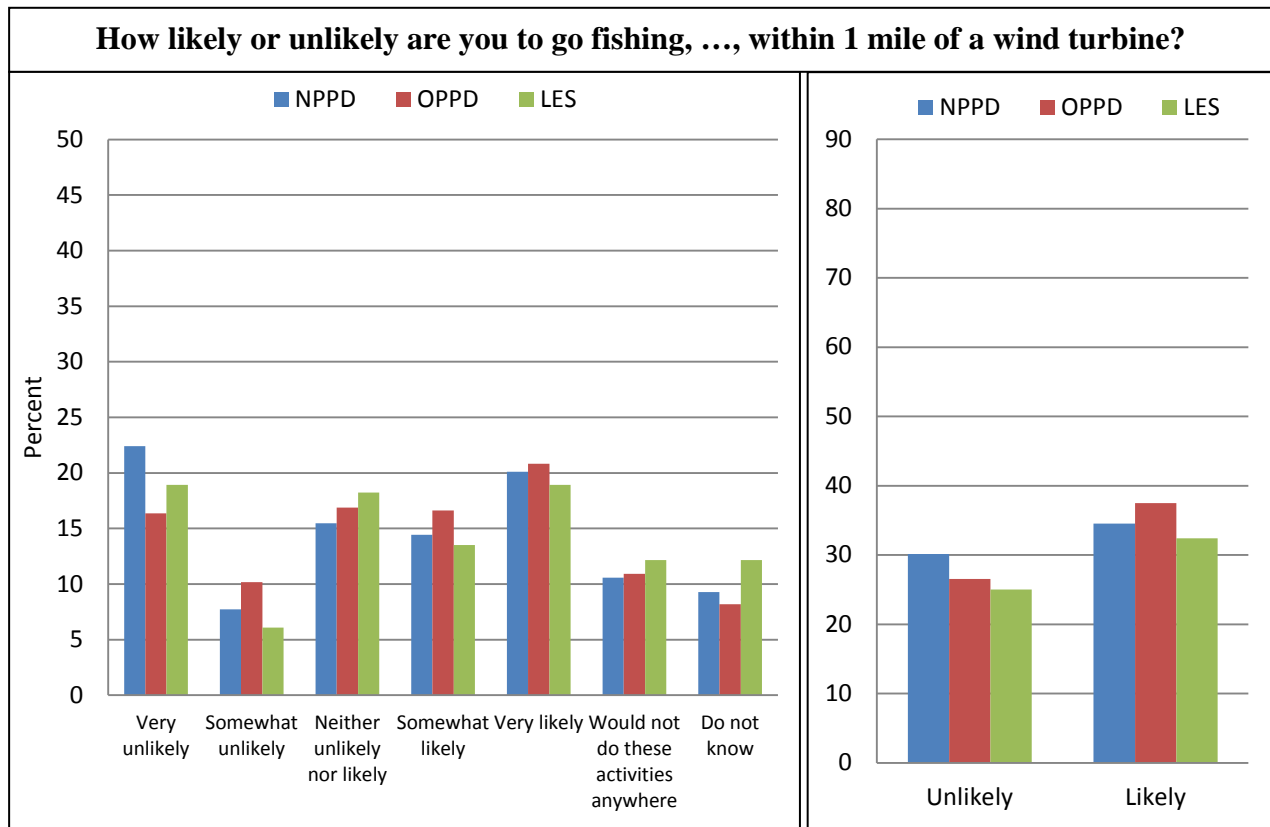 How likely or unlikely are you to go fishing, …, within 1 mile of a wind turbine?
NPPD OPPD LES
50
45
40
35
30
25
20
15
10
5
0
Percent
Very
unlikely
Somewhat
unlikely
Neither
unlikely
nor likely
Somewhat
likely
Very likely
Would not
do these
activities
anywhere
Do not
know
NPPD OPPD LES
90
80
70
60
50
40
30
20
10
0
Unlikely
Likely